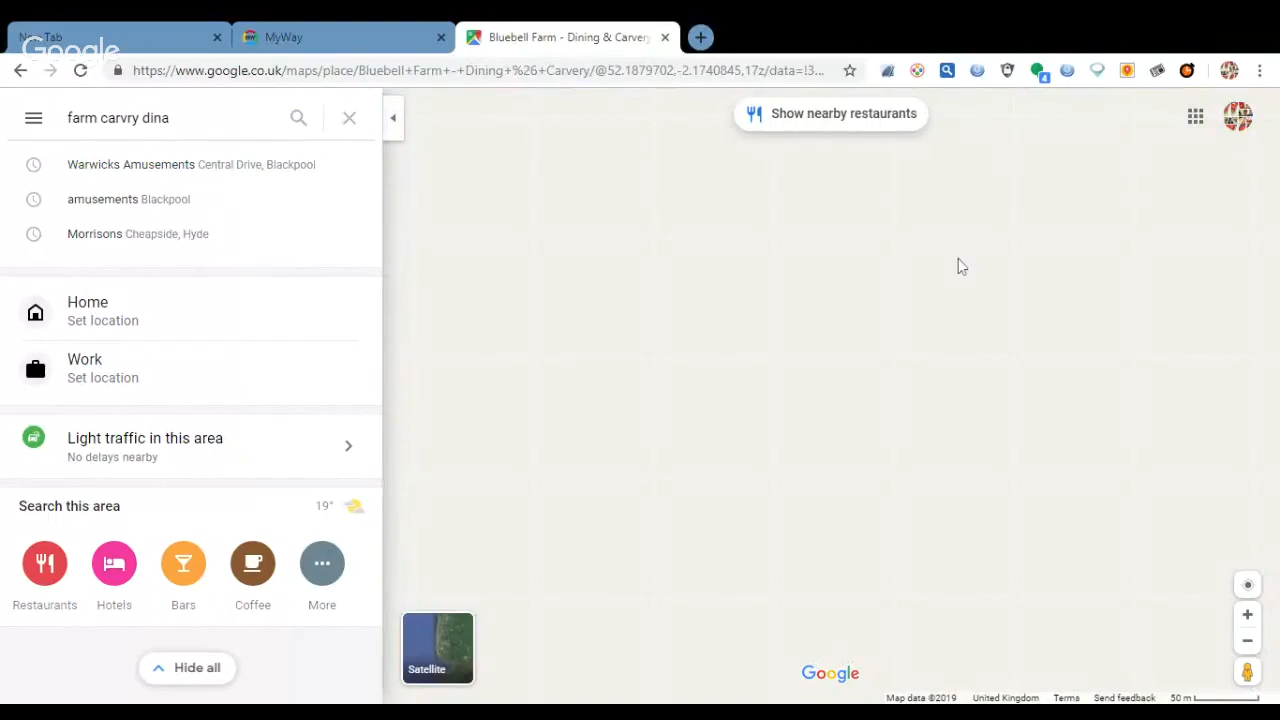 New Tab
MyWay
Bluebell Farm - Dining & Carvery
Google
https://www.google.co.uk/maps/place/Bluebell+Farm+-+Dining+%26+Carvery/@52.1879702,-2.1740845,17z/data=!3...
4
farm carvry dina
Show nearby restaurants
Warwicks Amusements Central Drive, Blackpool
amusements Blackpool
Morrisons Cheapside, Hyde
Home
Set location
Work
Set location
Light traffic in this area
No delays nearby
Search this area 19°
Restaurants Hotels Bars Coffee More
Hide all
Satellite
Google
Map data ©2019 United Kingdom Terms Send feedback 50 m